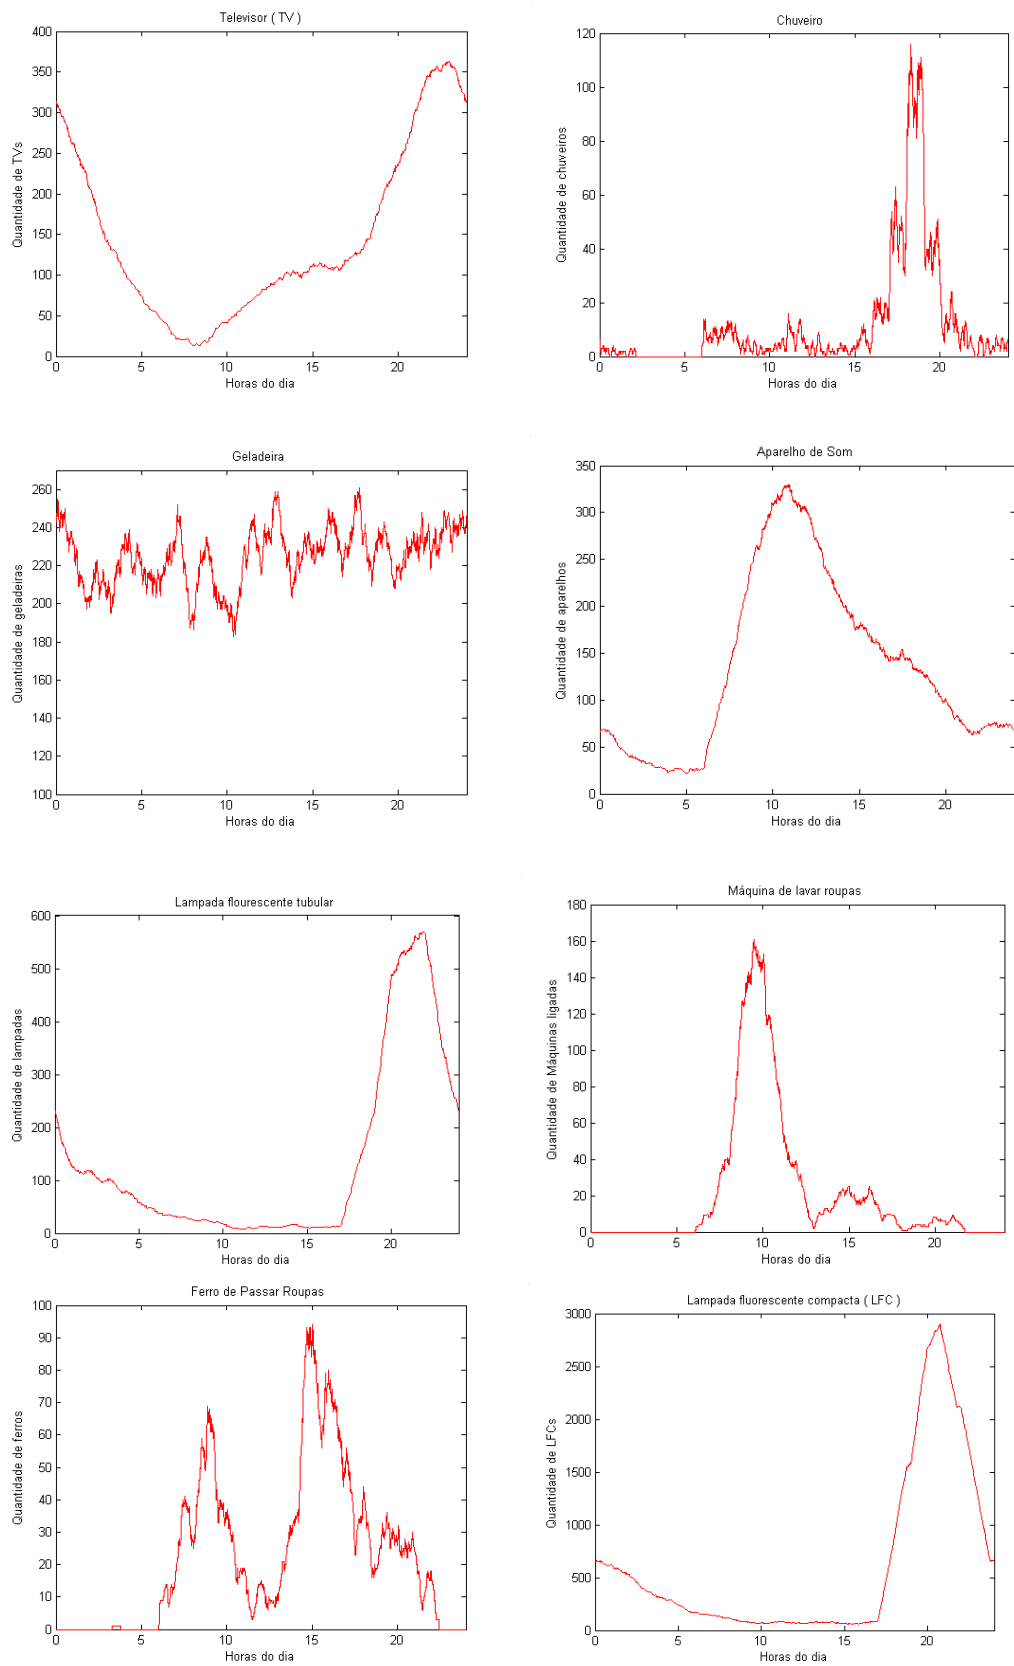 Televisor ( TV )
400
350
300
250
200
150
100
50
0
Quantidade de TVs
0 5 10 15 20
Horas do dia
Chuveiro
120
100
80
60
40
20
0
Quantidade de chuveiros
0 5 10 15 20
Horas do dia
Geladeira
260
240
220
200
180
160
140
120
100
Quantidade de geladeiras
0 5 10 15 20
Horas do dia
Aparelho de Som
350
300
250
200
150
100
50
0
Quantidade de aparelhos
0 5 10 15 20
Horas do dia
Lampada flourescente tubular
600
500
400
300
200
100
0
Quantidade de lampadas
0 5 10 15 20
Horas do dia
Máquina de lavar roupas
180
160
140
120
100
80
60
40
20
0
Quantidade de Máquinas ligadas
0 5 10 15 20
Horas do dia
Ferro de Passar Roupas
100
90
80
70
60
50
40
30
20
10
0
Quantidade de ferros
0 5 10 15 20
Horas do dia
Lampada fluorescente compacta ( LFC )
3000
2500
2000
1500
1000
500
0
Quantidade de LFCs
0 5 10 15 20
Horas do dia